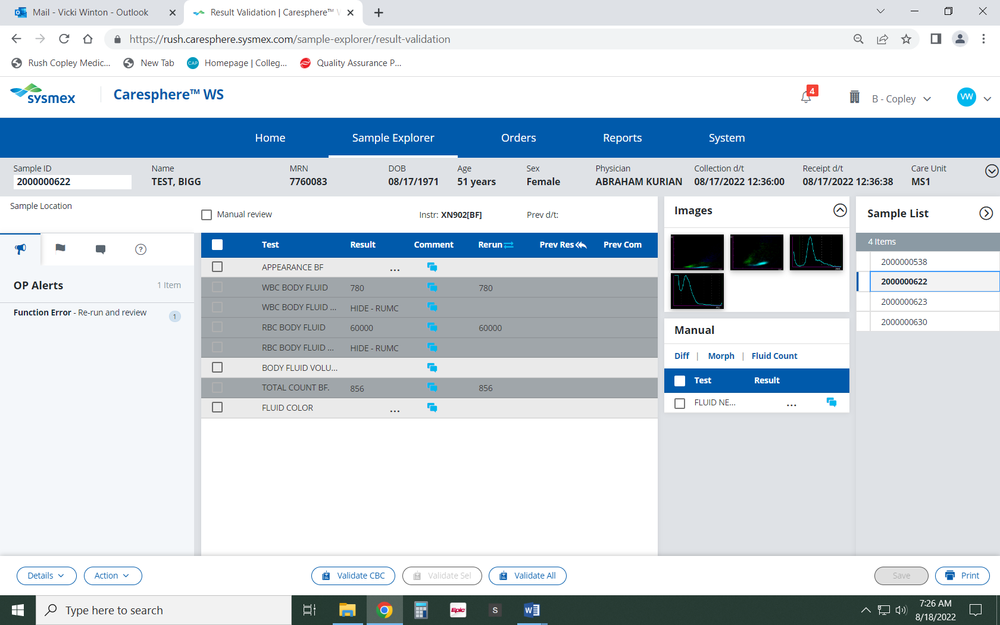 Mail - Vicki Winton - Outlook
Result Validation | Caresphere™
https://rush.caresphere.sysmex.com/sample-explorer/result-validation
Rush Copley Medic...
New Tab
CAP
Homepage | Colleg...
Quality Assurance P...
sysmex
Caresphere™ WS
4
B - Copley
VW
Home
Sample Explorer
Orders
Reports
System
Sample ID Name MRN DOB Age Sex Physician Collection d/t Receipt d/t Care Unit
2000000622 TEST, BIGG 7760083 08/17/1971 51 years Female ABRAHAM KURIAN 08/17/2022 12:36:00 08/17/2022 12:36:38 MS1
Sample Location
Manual review
Instr: XN902[BF]
Prev d/t:
?
OP Alerts
1 Item
Function Error - Re-run and review
1
Test Result Comment Rerun Prev Res Prev Com
APPEARANCE BF ...
WBC BODY FLUID 780 780
WBC BODY FLUID ... HIDE - RUMC
RBC BODY FLUID 60000 60000
RBC BODY FLUID ... HIDE - RUMC
BODY FLUID VOLU...
TOTAL COUNT BF. 856 856
FLUID COLOR ...
Images
Manual
Diff | Morph | Fluid Count
Test Result
FLUID NE... ...
Sample List
4 Items
2000000538
2000000622
2000000623
2000000630
Details
Action
Validate CBC
Validate Sel
Validate All
Save
Print
Type here to search
Epic
S
W
7:26 AM
8/18/2022